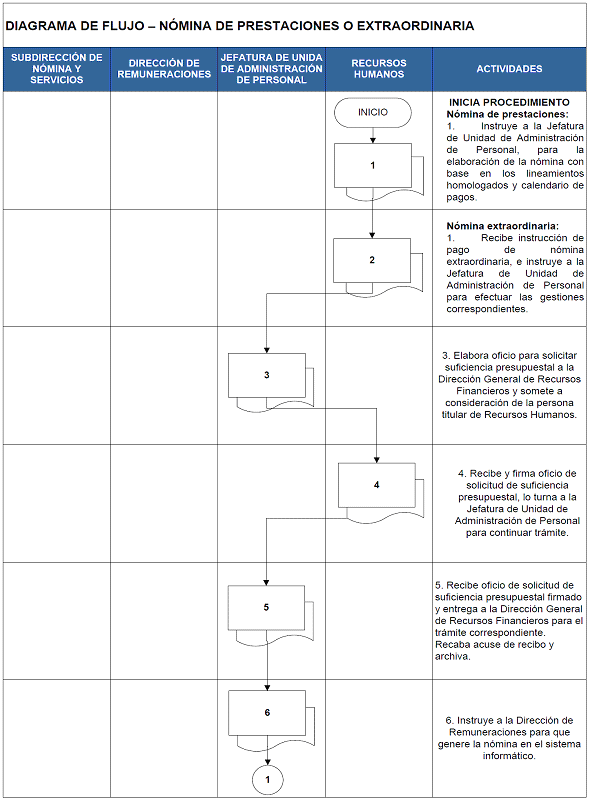 DIAGRAMA DE FLUJO – NÓMINA DE PRESTACIONES O EXTRAORDINARIA
SUBDIRECCIÓN DE
NÓMINA Y
SERVICIOS
DIRECCIÓN DE
REMUNERACIONES
JEFATURA DE UNIDA
DE ADMINISTRACIÓN
DE PERSONAL
RECURSOS
HUMANOS
ACTIVIDADES
INICIO
1
INICIA PROCEDIMIENTO
Nómina de prestaciones:
1. Instruye a la Jefatura
de Unidad de Administración
de Personal, para la
elaboración de la nómina con
base en los lineamientos
homologados y calendario de
pagos.
2
Nómina extraordinaria:
1. Recibe instrucción de
pago de nómina
extraordinaria, e instruye a la
Jefatura de Unidad de
Administración de Personal
para efectuar las gestiones
correspondientes.
3
3. Elabora oficio para solicitar
suficiencia presupuestal a la
Dirección General de Recursos
Financieros y somete a
consideración de la persona
titular de Recursos Humanos.
4
4. Recibe y firma oficio de
solicitud de suficiencia
presupuestal, lo turna a la
Jefatura de Unidad de
Administración de Personal
para continuar trámite.
5
5. Recibe oficio de solicitud de
suficiencia presupuestal firmado
y entrega a la Dirección General
de Recursos Financieros para el
trámite correspondiente.
Recaba acuse de recibo y
archiva.
6
6. Instruye a la Dirección de
Remuneraciones para que
genere la nómina en el sistema
informático.
1